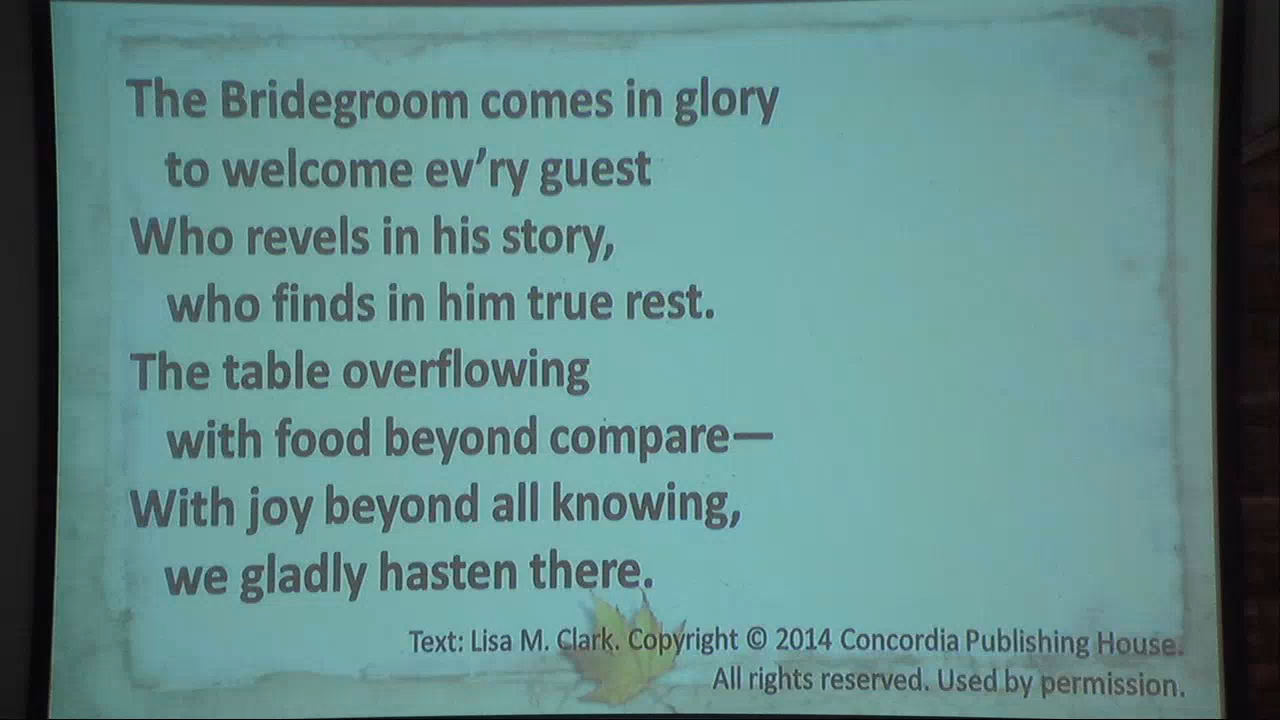 The Bridegroom comes in glory
to welcome ev’ry guest
Who revels in his story,
who finds in him true rest.
The table overflowing
with food beyond compare—
With joy beyond all knowing,
we gladly hasten there.
Text: Lisa M. Clark. Copyright © 2014 Concordia Publishing House.
All rights reserved. Used by permission.